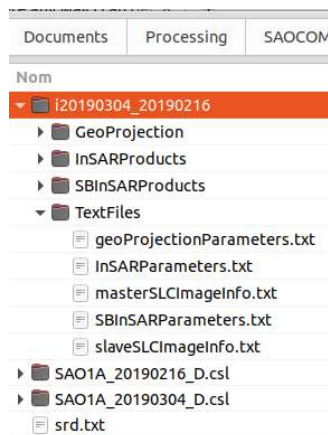 Documents Processing SAOCOM
Nom
i20190304_20190216
GeoProjection
InSARProducts
SBInSARProducts
TextFiles
geoProjectionParameters.txt
InSARParameters.txt
masterSLCImageInfo.txt
SBInSARParameters.txt
slaveSLCImageInfo.txt
SAO1A_20190216_D.csl
SAO1A_20190304_D.csl
srd.txt